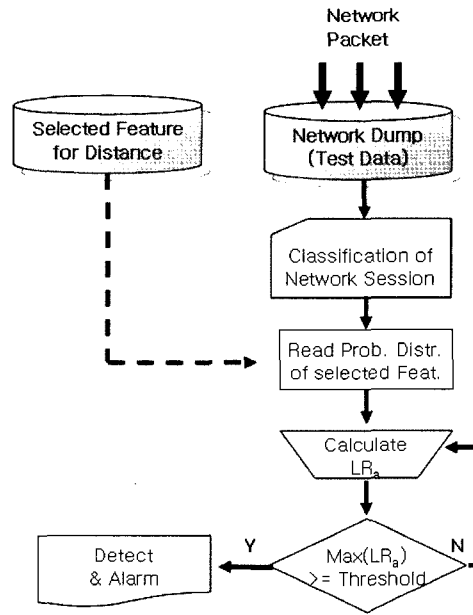 Network
Packet
Selected Feature
for Distance
Network Dump
(Test Data)
Classification of
Network Session
Read Prob. Distr.
of selected Feat.
Calculate
LRₐ
Y
N
Detect
& Alarm
Max(LRₐ)
>= Threshold